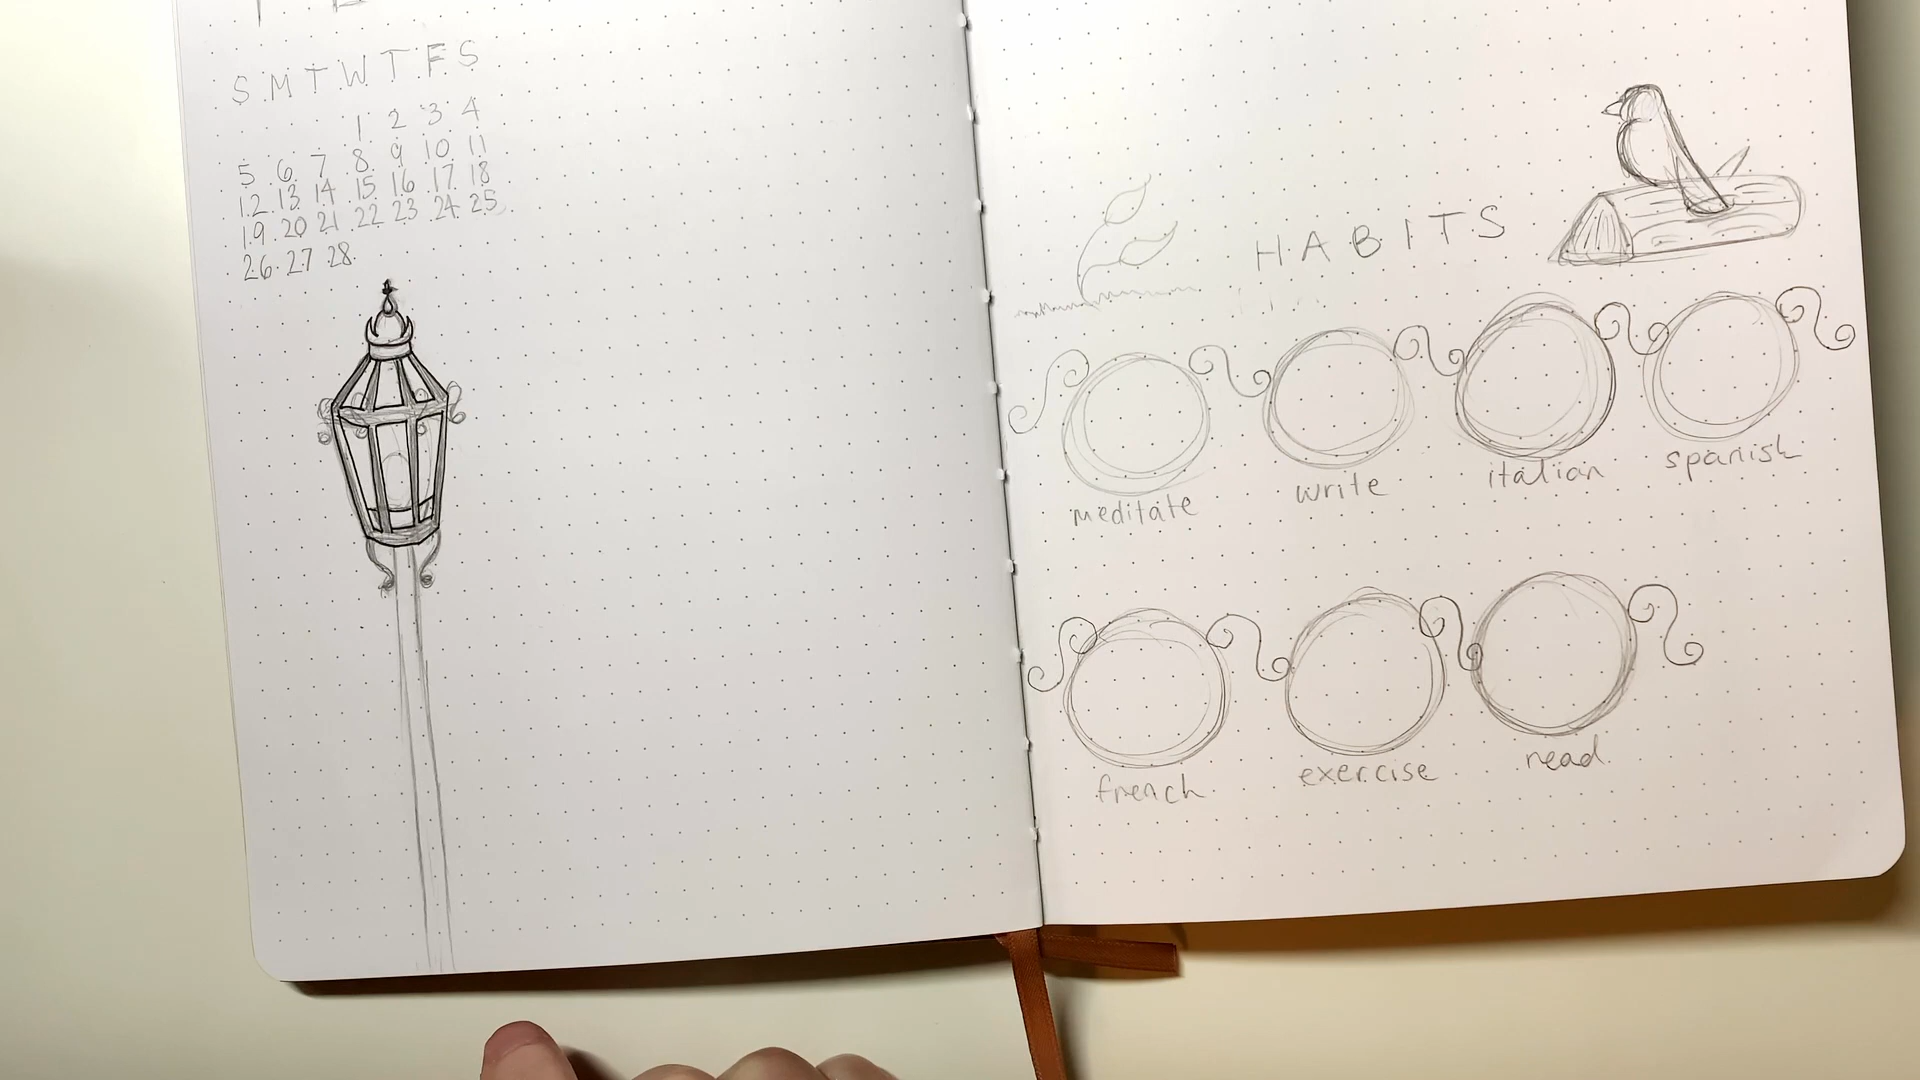 S M T W T F S
1 2 3 4
5 6 7 8 9 10 11
12 13 14 15 16 17 18
19 20 21 22 23 24 25
26 27 28
HABITS
meditate write italian spanish
french exercise read